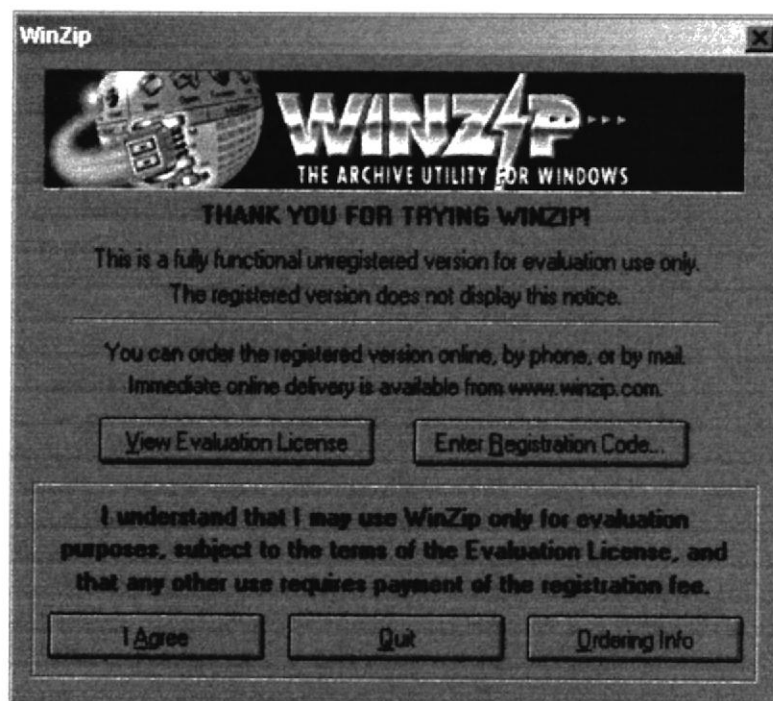 WinZip
WINZIP
THE ARCHIVE UTILITY FOR WINDOWS
THANK YOU FOR TRYING WINZIP!
This is a fully functional unregistered version for evaluation use only.
The registered version does not display this notice.
You can order the registered version online, by phone, or by mail.
Immediate online delivery is available from www.winzip.com.
View Evaluation License
Enter Registration Code...
I understand that I may use WinZip only for evaluation
purposes, subject to the terms of the Evaluation License, and
that any other use requires payment of the registration fee.
I Agree
Quit
Ordering Info